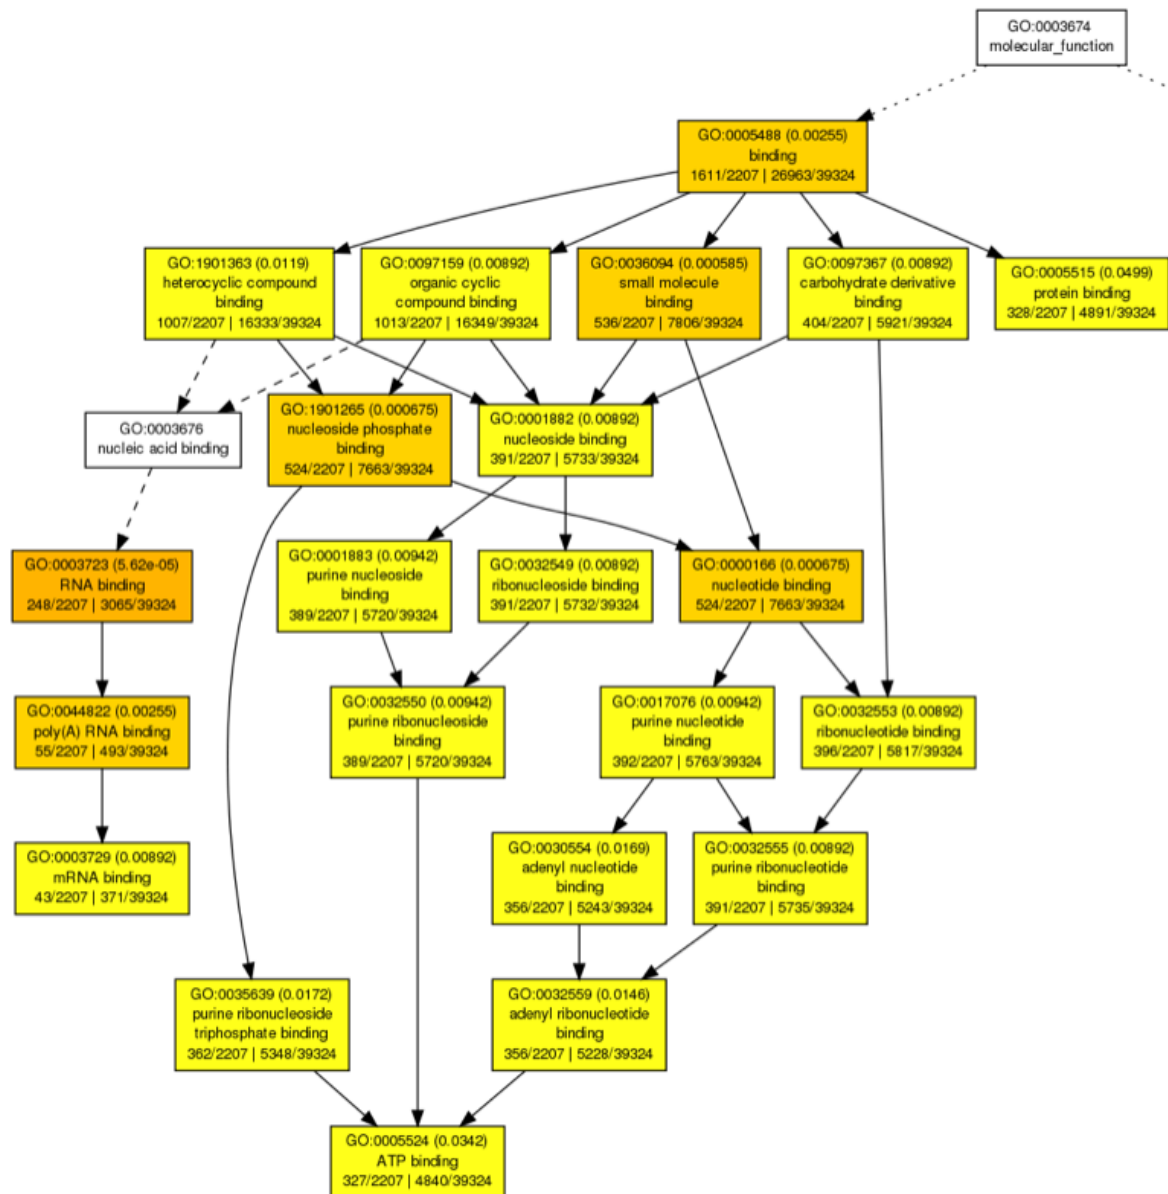 GO:0003674
molecular_function
GO:0005488 (0.00255)
binding
1611/2207 | 26963/39324
GO:1901363 (0.0119)
heterocyclic compound
binding
1007/2207 | 16333/39324
GO:0097159 (0.00892)
organic cyclic
compound binding
1013/2207 | 16349/39324
GO:0036094 (0.000585)
small molecule
binding
536/2207 | 7806/39324
GO:0097367 (0.00892)
carbohydrate derivative
binding
404/2207 | 5921/39324
GO:0005515 (0.0499)
protein binding
328/2207 | 4891/39324
GO:0003676
nucleic acid binding
GO:1901265 (0.000675)
nucleoside phosphate
binding
524/2207 | 7663/39324
GO:0001882 (0.00892)
nucleoside binding
391/2207 | 5733/39324
GO:0003723 (5.62e-05)
RNA binding
248/2207 | 3065/39324
GO:0001883 (0.00942)
purine nucleoside
binding
389/2207 | 5720/39324
GO:0032549 (0.00892)
ribonucleoside binding
391/2207 | 5732/39324
GO:0000166 (0.000675)
nucleotide binding
524/2207 | 7663/39324
GO:0044822 (0.00255)
poly(A) RNA binding
55/2207 | 493/39324
GO:0032550 (0.00942)
purine ribonucleoside
binding
389/2207 | 5720/39324
GO:0017076 (0.00942)
purine nucleotide
binding
392/2207 | 5763/39324
GO:0032553 (0.00892)
ribonucleotide binding
396/2207 | 5817/39324
GO:0003729 (0.00892)
mRNA binding
43/2207 | 371/39324
GO:0030554 (0.0169)
adenyl nucleotide
binding
356/2207 | 5243/39324
GO:0032555 (0.00892)
purine ribonucleotide
binding
391/2207 | 5735/39324
GO:0035639 (0.0172)
purine ribonucleoside
triphosphate binding
362/2207 | 5348/39324
GO:0032559 (0.0146)
adenyl ribonucleotide
binding
356/2207 | 5228/39324
GO:0005524 (0.0342)
ATP binding
327/2207 | 4840/39324